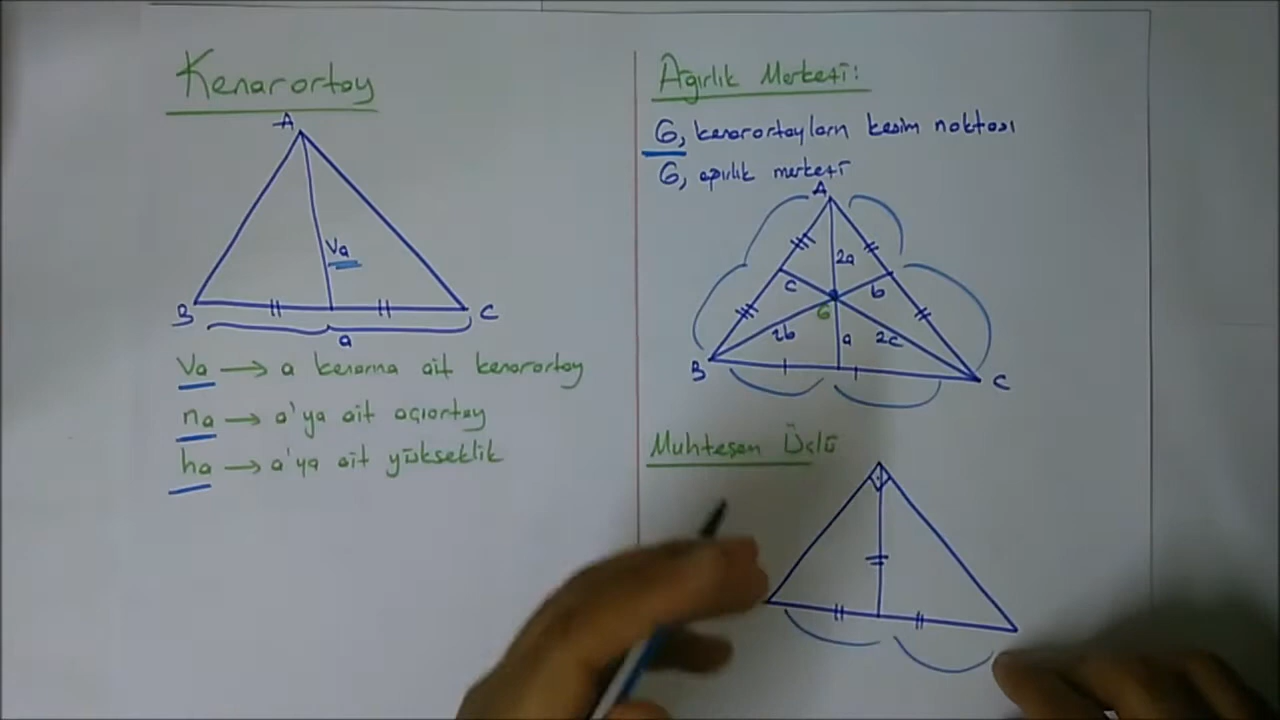 Kenarortay
A
Va
B
C
a
Va → a kenarına ait kenarortay
na → a'ya ait açıortay
ha → a'ya ait yükseklik
Ağırlık Merkezi:
G, kenarortayların kesim noktası
G, ağırlık merkezi
A
2a
c
b
G
2b
a
2c
B
C
Muhteşem Üçlü